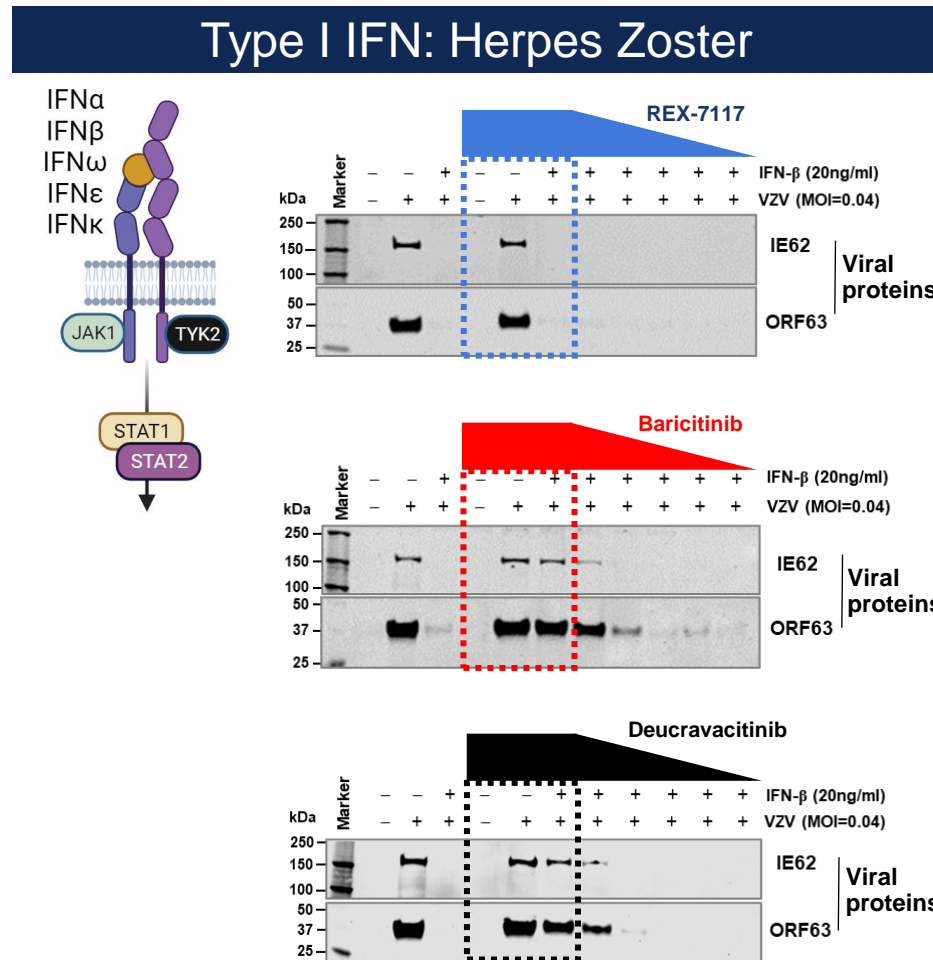 Type I IFN: Herpes Zoster
IFNα
IFNβ
IFNω
IFNε
IFNκ
JAK1
TYK2
STAT1
STAT2
REX-7117
kDa
Marker
– – + – – + + + + + + IFN-β (20ng/ml)
– + + – + + + + + + + VZV (MOI=0.04)
250
150
100
IE62
50
37
25
ORF63
Viral
proteins
Baricitinib
kDa
Marker
– – + – – + + + + + + IFN-β (20ng/ml)
– + + – + + + + + + + VZV (MOI=0.04)
250
150
100
IE62
50
37
25
ORF63
Viral
proteins
Deucravacitinib
kDa
Marker
– – + – – + + + + + + IFN-β (20ng/ml)
– + + – + + + + + + + VZV (MOI=0.04)
250
150
100
IE62
50
37
25
ORF63
Viral
proteins